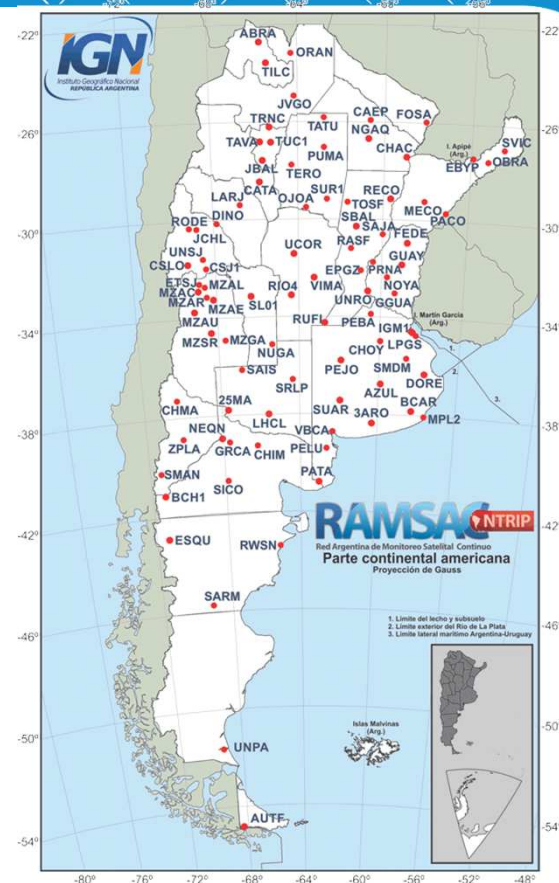 IGN
Instituto Geográfico Nacional
REPÚBLICA ARGENTINA
-22°
-26°
-30°
-34°
-38°
-42°
-46°
-50°
-54°
ABRA
ORAN
TILC
JVGO
TRNC
TATU
CAEP
FOSA
TAVA
TUC1
NGAQ
I. Apipé
(Arg.)
SVIC
PUMA
CHAC
EBYP
OBRA
JBAL
TERO
CATA
SUR1
RECO
LARJ
OJOA
TOSF
MECO
DINO
SBAL
SAJA
PACO
RODE
JCHL
RASF
FEDE
UNSJ
UCOR
GUAY
CSLO
CSJ1
EPGZ
PRNA
ETSJ
MZAL
RIO4
VIMA
NOYA
MZAC
UNRO
GGUA
I. Martín García
(Arg.)
MZAR
MZAE
SL01
RUFI
PEBA
IGM1
MZAU
CHOY
LPGS
MZSR
MZGA
NUGA
PEJO
SMDM
SAIS
SRLP
AZUL
DORE
CHMA
25MA
SUAR
3ARO
BCAR
LHCL
VBCA
MPL2
NEQN
ZPLA
GRCA
CHIM
PELU
SMAN
SICO
PATA
BCH1
RAMSAC NTRIP
Red Argentina de Monitoreo Satelital Continuo
Parte continental americana
Proyección de Gauss
ESQU
RWSN
SARM
1. Límite del lecho y subsuelo
2. Límite exterior del Río de La Plata
3. Límite lateral marítimo Argentina-Uruguay
Islas Malvinas
(Arg.)
UNPA
AUTF
1.
2.
3.
-80°
-76°
-72°
-68°
-64°
-60°
-56°
-52°
-48°